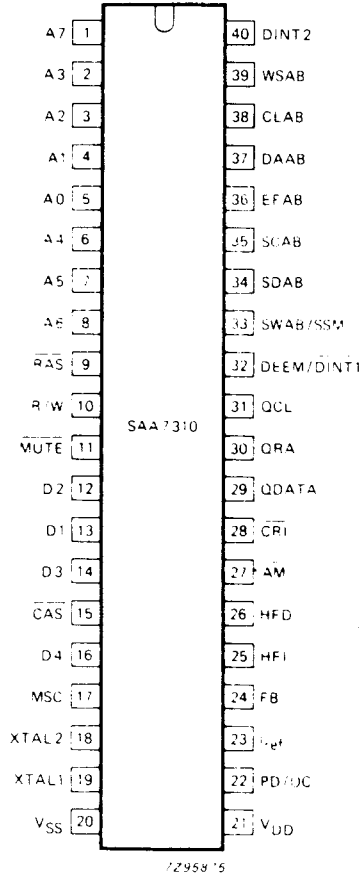 A7 1 40 DINT2
A3 2 39 WSAB
A2 3 38 CLAB
A1 4 37 DAAB
A0 5 36 EFAB
A4 6 35 SCAB
A5 7 34 SDAB
A6 8 33 SWAB/SSM
RAS 9 32 DEEM/DINT1
R/W 10 31 QCL
SAA7310
MUTE 11 30 QRA
D2 12 29 QDATA
D1 13 28 CRI
D3 14 27 AM
CAS 15 26 HFD
D4 16 25 HFI
MSC 17 24 FB
XTAL2 18 23 Iref
XTAL1 19 22 PD/OC
VSS 20 21 VDD